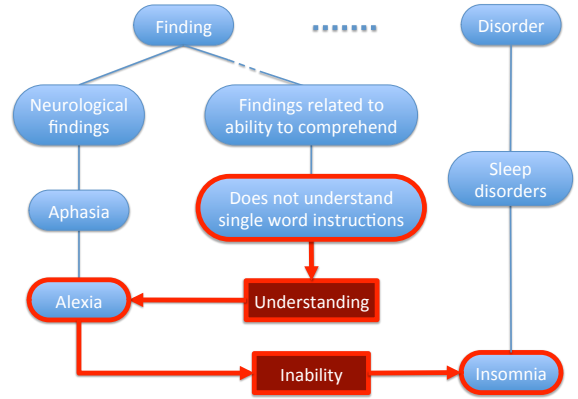 Finding
Disorder
Neurological
findings
Findings related to
ability to comprehend
Does not understand
single word instructions
Sleep
disorders
Aphasia
Alexia
Understanding
Inability
Insomnia